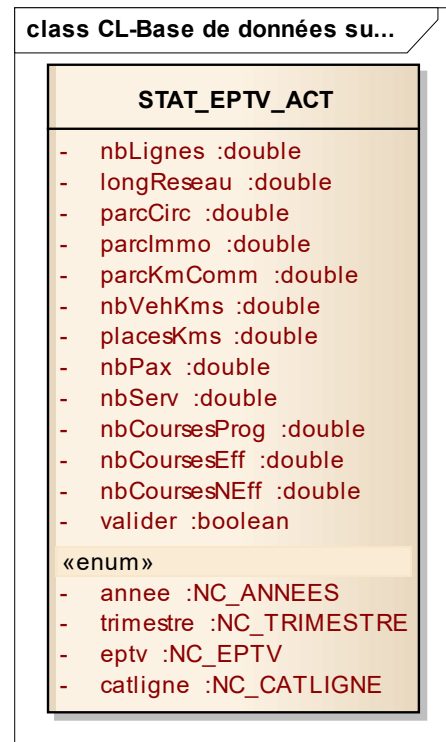 class CL-Base de données su...
STAT_EPTV_ACT
- nbLignes :double
- longReseau :double
- parcCirc :double
- parcImmo :double
- parcKmComm :double
- nbVehKms :double
- placesKms :double
- nbPax :double
- nbServ :double
- nbCoursesProg :double
- nbCoursesEff :double
- nbCoursesNEff :double
- valider :boolean
«enum»
- annee :NC_ANNEES
- trimestre :NC_TRIMESTRE
- eptv :NC_EPTV
- catligne :NC_CATLIGNE